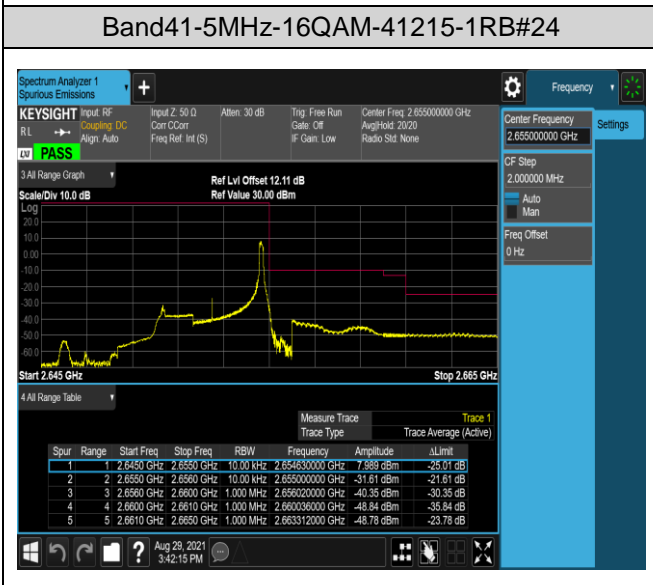 Band41-5MHz-16QAM-41215-1RB#24
Spectrum Analyzer 1
Spurious Emissions
Frequency
KEYSIGHT Input: RF Input Z: 50 Ω Atten: 30 dB Trig: Free Run Center Freq: 2.655000000 GHz
RL Coupling: DC Corr CCorr Gate: Off Avg|Hold: 20/20
Align: Auto Freq Ref: Int (S) IF Gain: Low Radio Std: None
LXI PASS
Center Frequency
2.655000000 GHz
Settings
CF Step
2.000000 MHz
Auto
Man
Freq Offset
0 Hz
3 All Range Graph
Ref Lvl Offset 12.11 dB
Scale/Div 10.0 dB Ref Value 30.00 dBm
Log
20.0
10.0
0.00
-10.0
-20.0
-30.0
-40.0
-50.0
-60.0
Start 2.645 GHz Stop 2.665 GHz
4 All Range Table
Measure Trace Trace 1
Trace Type Trace Average (Active)
Spur Range Start Freq Stop Freq RBW Frequency Amplitude ΔLimit
1 1 2.6450 GHz 2.6550 GHz 10.00 kHz 2.654630000 GHz 7.989 dBm -25.01 dB
2 2 2.6550 GHz 2.6560 GHz 10.00 kHz 2.655000000 GHz -31.61 dBm -21.61 dB
3 3 2.6560 GHz 2.6600 GHz 1.000 MHz 2.656020000 GHz -40.35 dBm -30.35 dB
4 4 2.6600 GHz 2.6610 GHz 1.000 MHz 2.660036000 GHz -48.84 dBm -35.84 dB
5 5 2.6610 GHz 2.6650 GHz 1.000 MHz 2.663312000 GHz -48.78 dBm -23.78 dB
Aug 29, 2021
3:42:15 PM